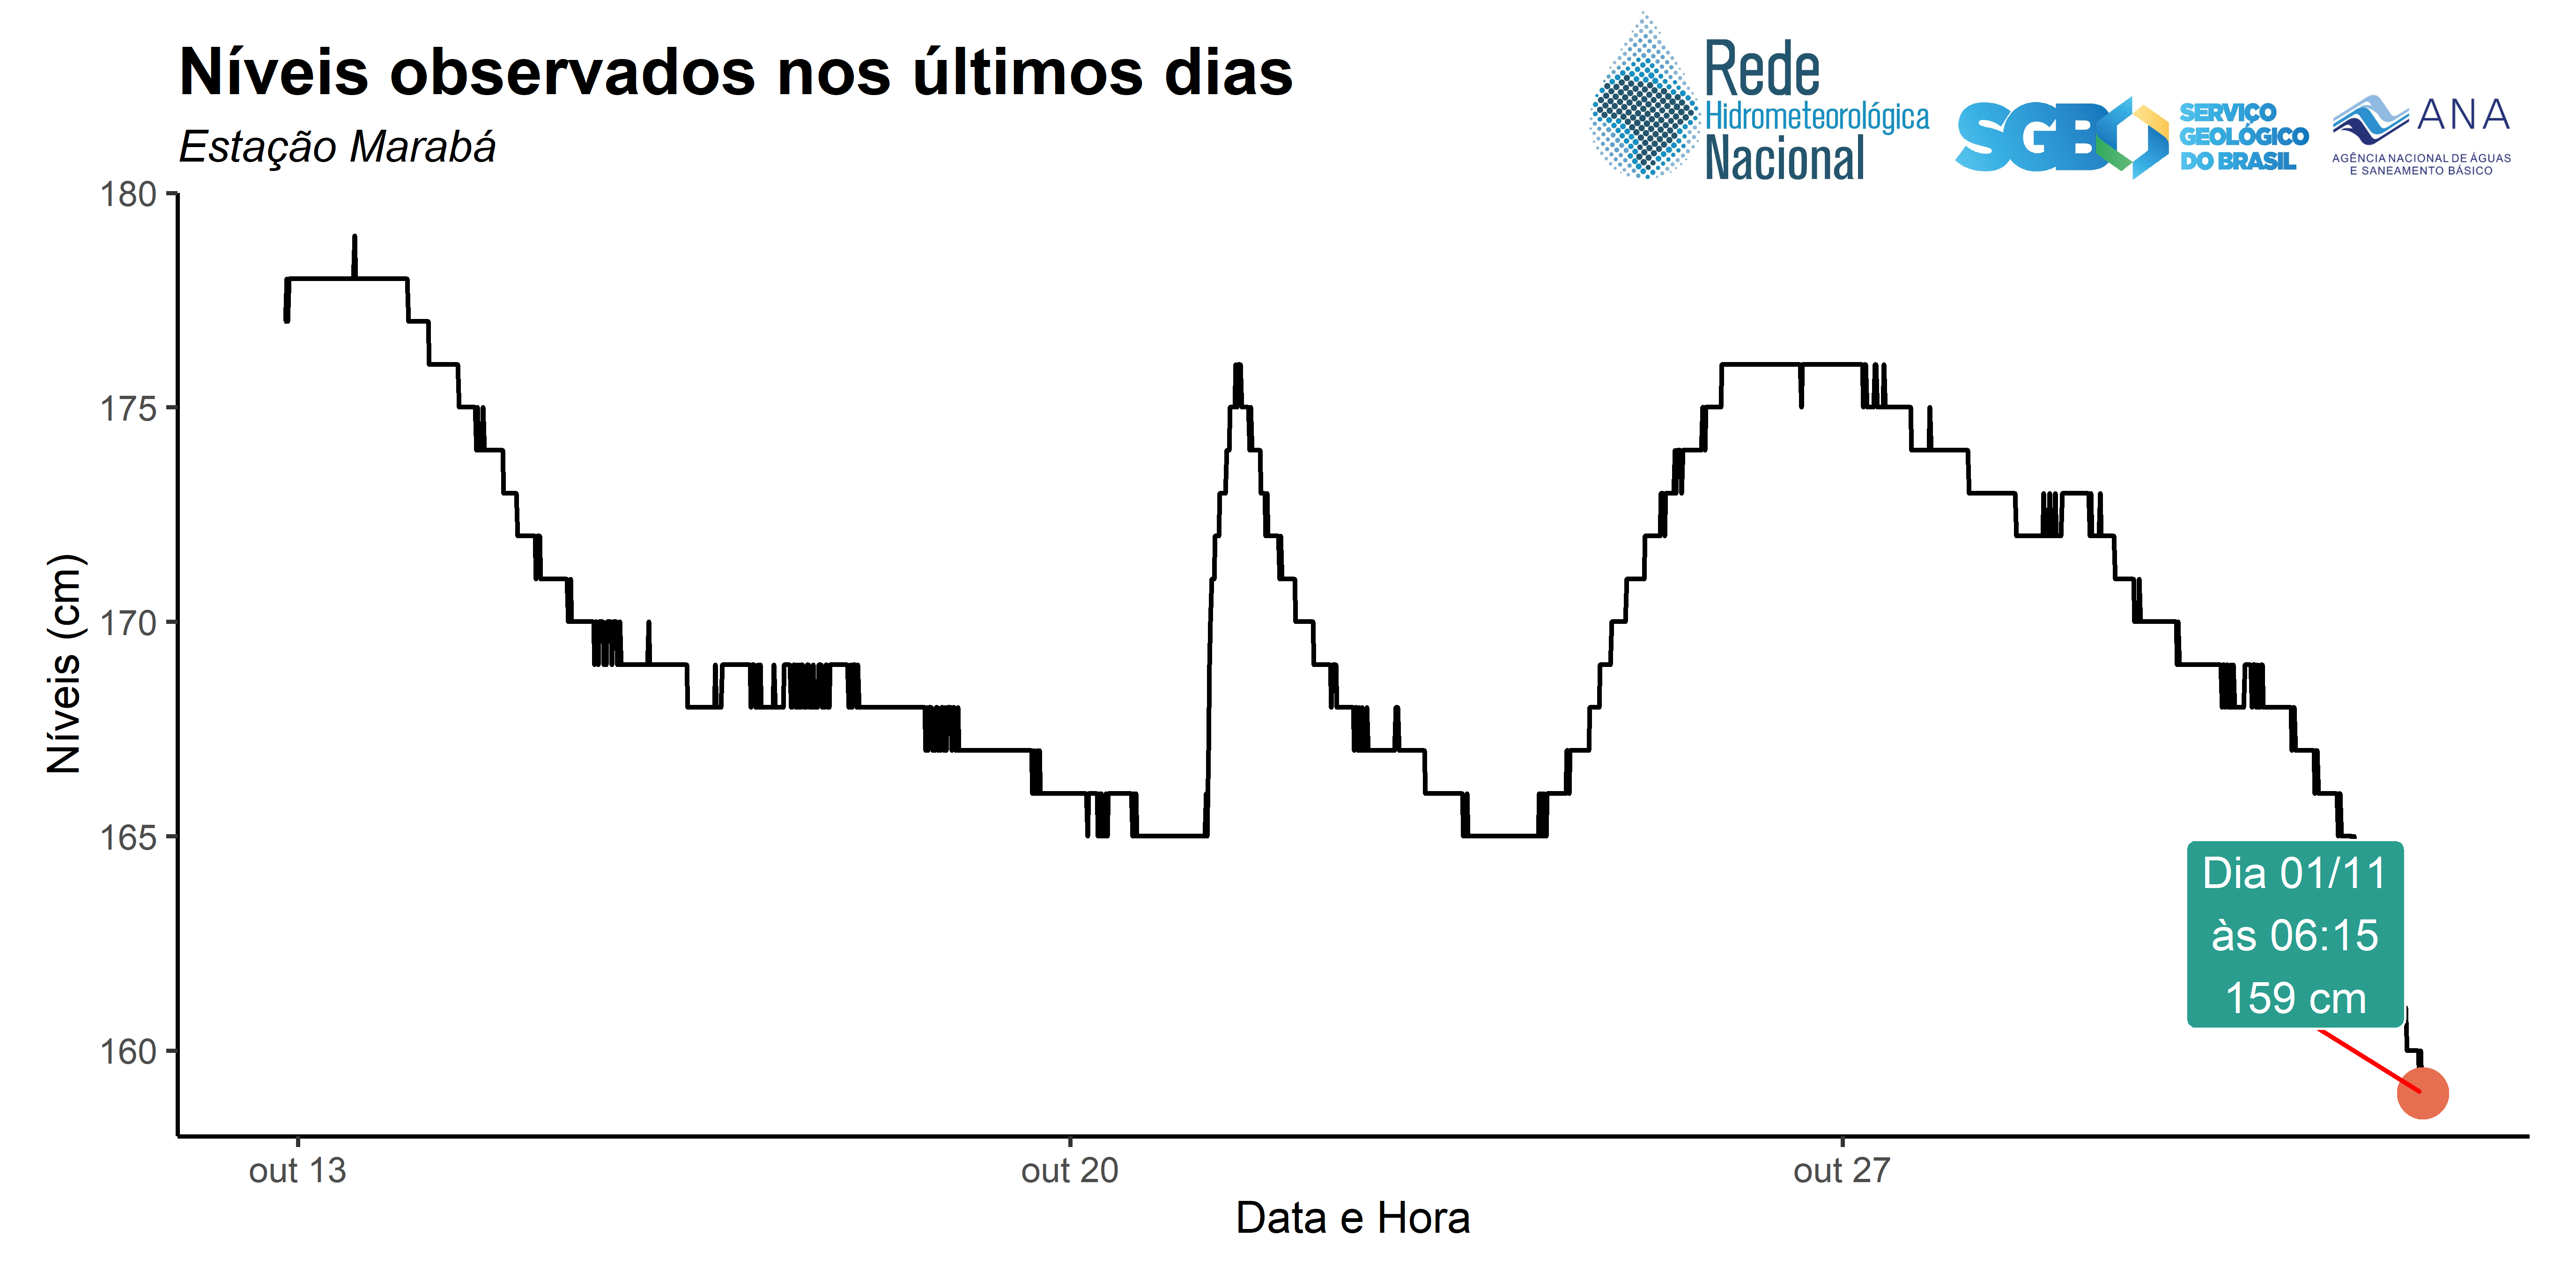 Níveis observados nos últimos dias
Estação Marabá
Rede
Hidrometeorológica
Nacional
SGB
SERVIÇO
GEOLÓGICO
DO BRASIL
ANA
AGÊNCIA NACIONAL DE ÁGUAS
E SANEAMENTO BÁSICO
Níveis (cm)
180
175
170
165
160
Dia 01/11
às 06:15
159 cm
out 13
out 20
out 27
Data e Hora